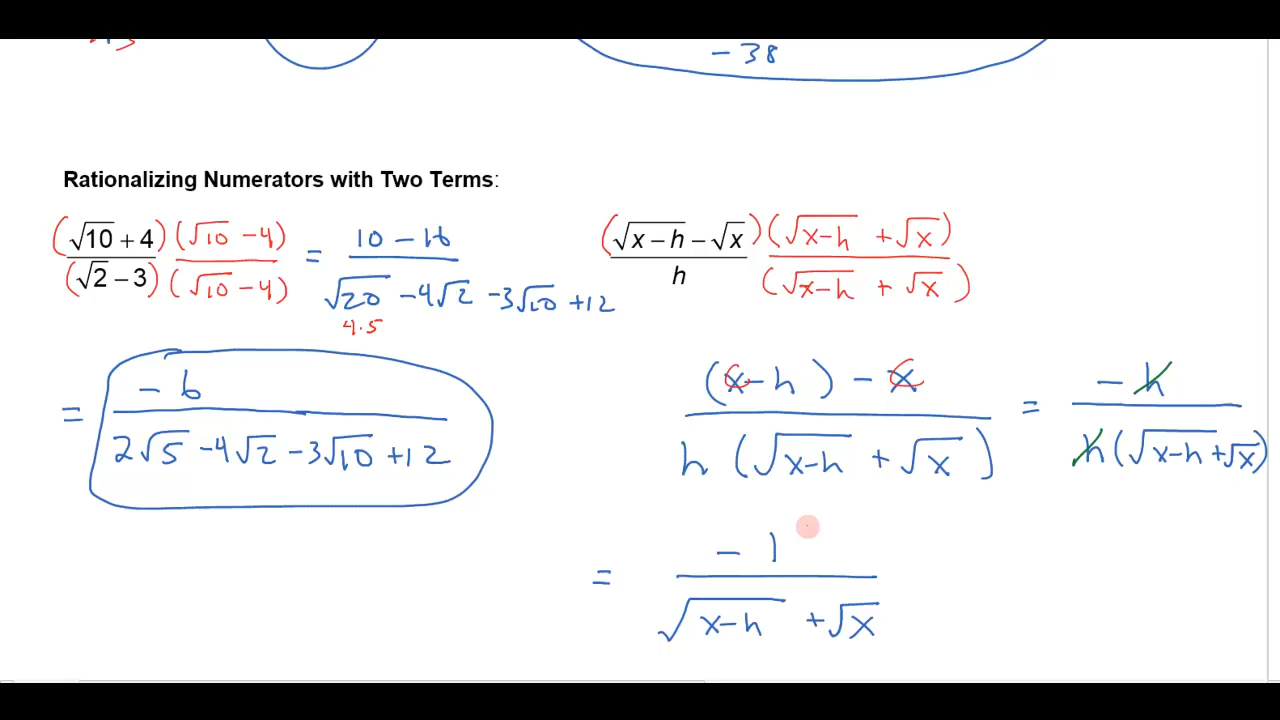 - 38
Rationalizing Numerators with Two Terms:
(√10 + 4) (√10 - 4) / (√2 - 3) (√10 - 4) = 10 - 16 / √20 - 4√2 - 3√10 + 12
4·5
(√x-h - √x) (√x-h + √x) / h (√x-h + √x)
= -6 / 2√5 - 4√2 - 3√10 + 12
(x-h) - x / h (√x-h + √x) = -h / h(√x-h + √x)
= -1 / √x-h + √x